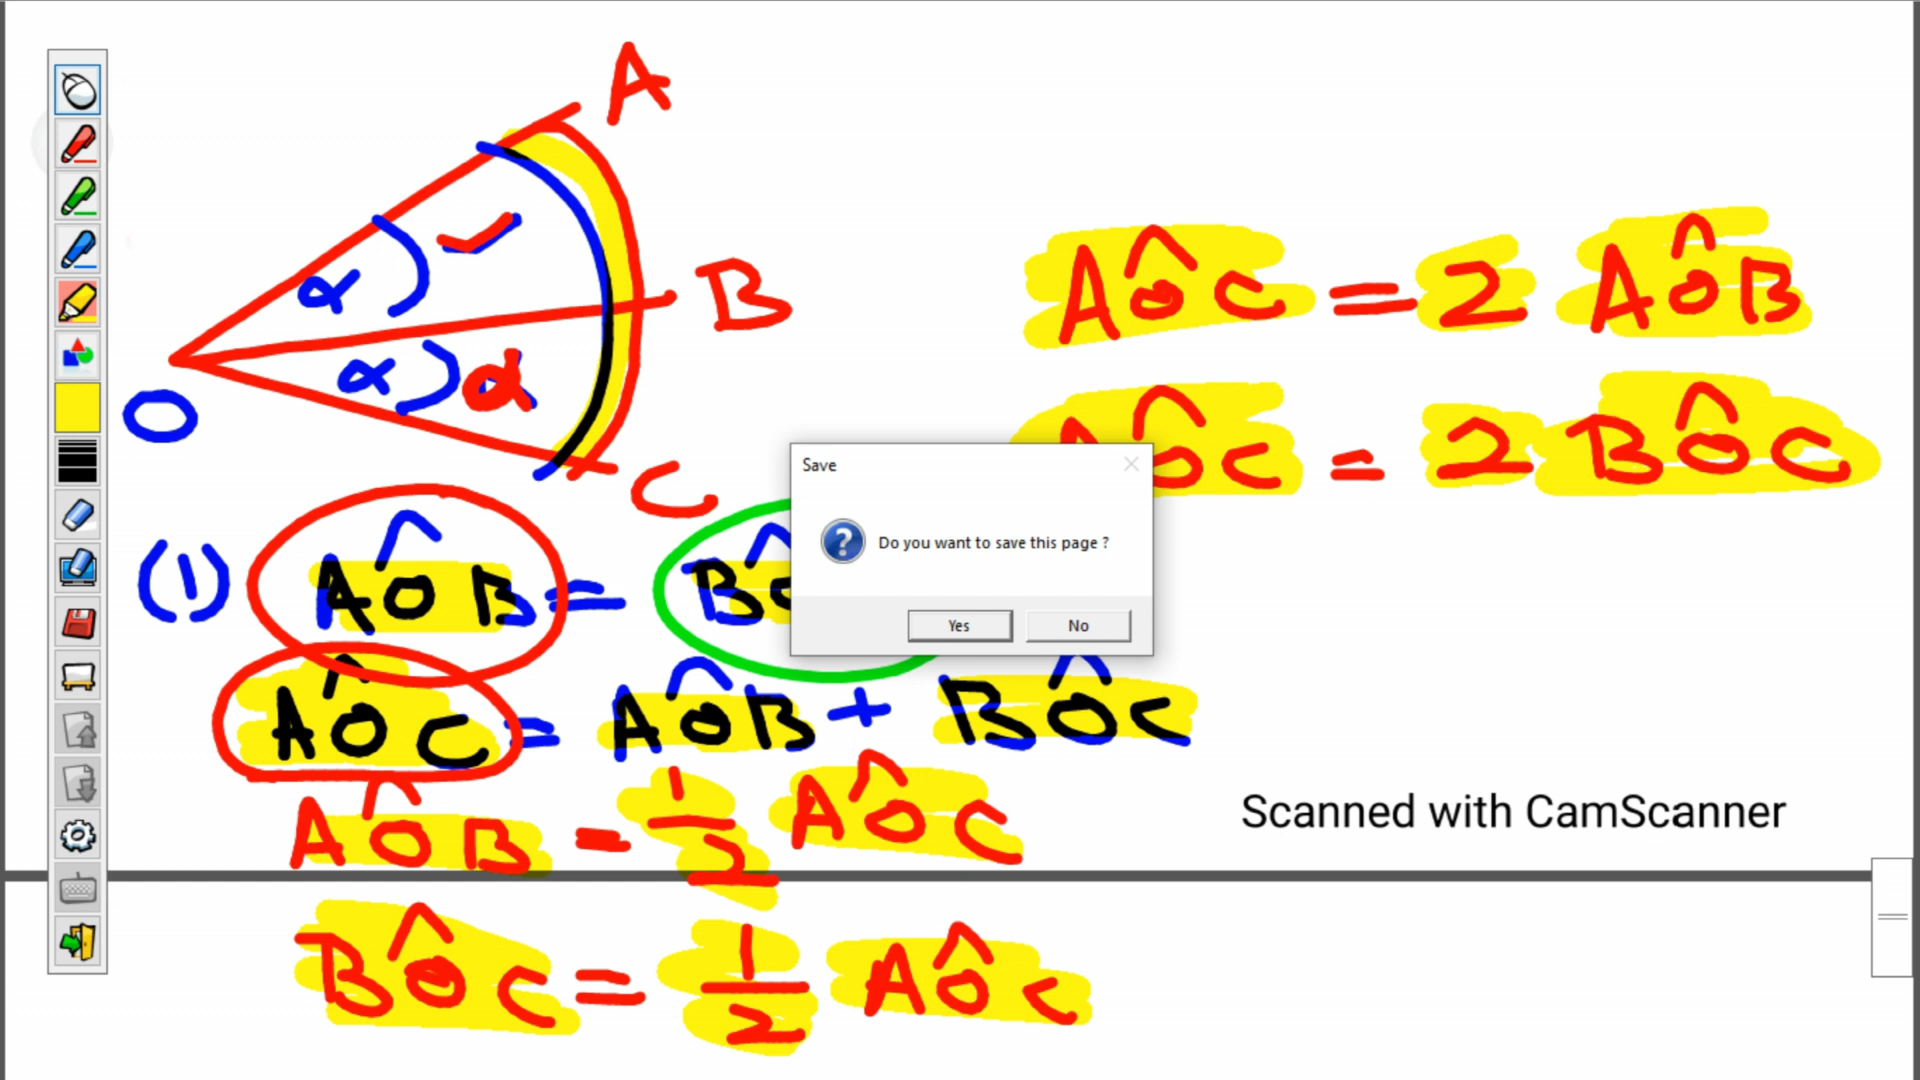 A
B
α
α α
O
C
AÔC = 2 AÔB
AÔC = 2 BÔC
Save
Do you want to save this page ?
Yes No
(1) AÔB = BÔ
AÔC = AÔB + BÔC
AÔB = 1/2 AÔC
Scanned with CamScanner
BÔC = 1/2 AÔC